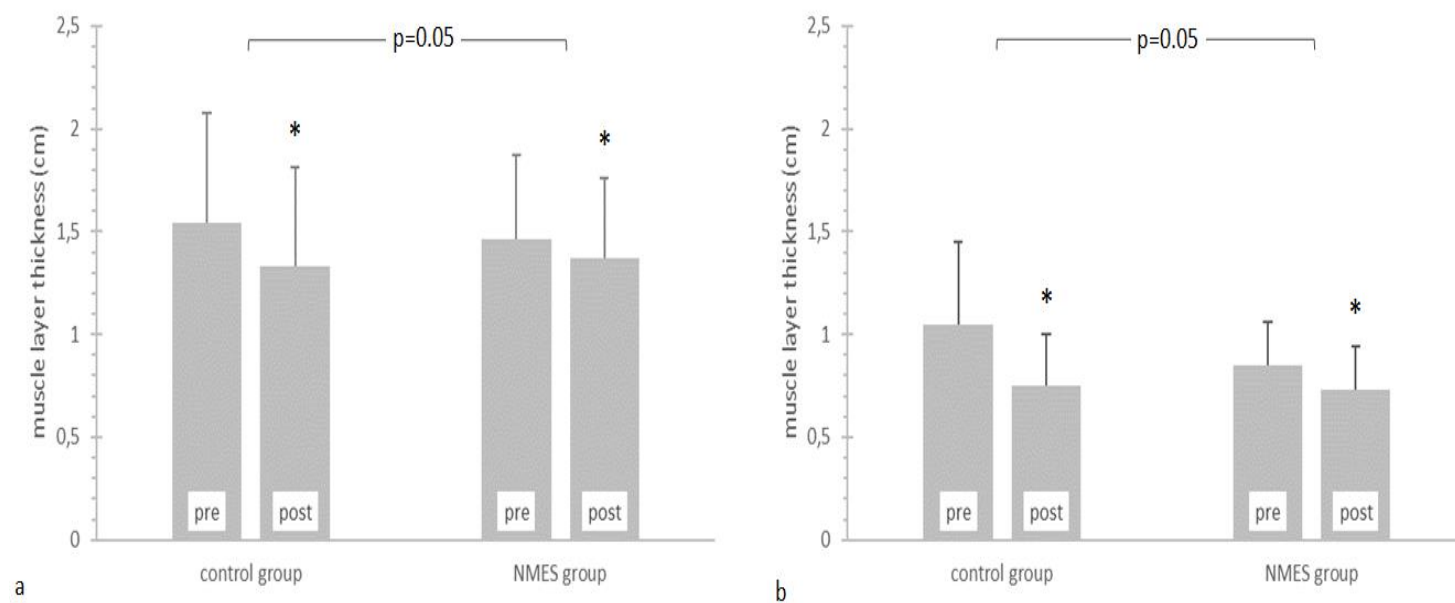 2,5
2
1,5
1
0,5
0
muscle layer thickness (cm)
p=0.05
*
*
pre
post
pre
post
control group
NMES group
a
2,5
2
1,5
1
0,5
0
muscle layer thickness (cm)
p=0.05
*
*
pre
post
pre
post
control group
NMES group
b